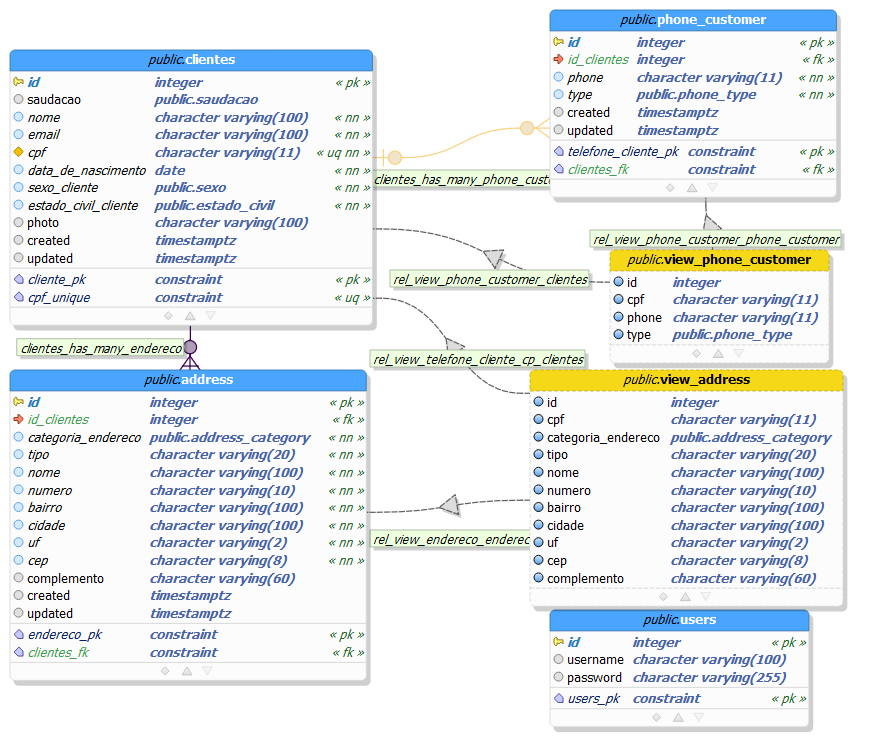 public.clientes
id integer « pk »
saudacao public.saudacao
nome character varying(100) « nn »
email character varying(100) « nn »
cpf character varying(11) « uq nn »
data_de_nascimento date « nn »
sexo_cliente public.sexo « nn »
estado_civil_cliente public.estado_civil « nn »
photo character varying(100)
created timestamptz
updated timestamptz
cliente_pk constraint « pk »
cpf_unique constraint « uq »
public.phone_customer
id integer « pk »
id_clientes integer « fk »
phone character varying(11) « nn »
type public.phone_type « nn »
created timestamptz
updated timestamptz
telefone_cliente_pk constraint « pk »
clientes_fk constraint « fk »
clientes_has_many_phone_cust
rel_view_phone_customer_phone_customer
rel_view_phone_customer_clientes
public.view_phone_customer
id integer
cpf character varying(11)
phone character varying(11)
type public.phone_type
clientes_has_many_endereco
rel_view_telefone_cliente_cp_clientes
public.address
id integer « pk »
id_clientes integer « fk »
categoria_endereco public.address_category « nn »
tipo character varying(20) « nn »
nome character varying(100) « nn »
numero character varying(10) « nn »
bairro character varying(100) « nn »
cidade character varying(100) « nn »
uf character varying(2) « nn »
cep character varying(8) « nn »
complemento character varying(60)
created timestamptz
updated timestamptz
endereco_pk constraint « pk »
clientes_fk constraint « fk »
rel_view_endereco_enderec
public.view_address
id integer
cpf character varying(11)
categoria_endereco public.address_category
tipo character varying(20)
nome character varying(100)
numero character varying(10)
bairro character varying(100)
cidade character varying(100)
uf character varying(2)
cep character varying(8)
complemento character varying(60)
public.users
id integer « pk »
username character varying(100)
password character varying(255)
users_pk constraint « pk »